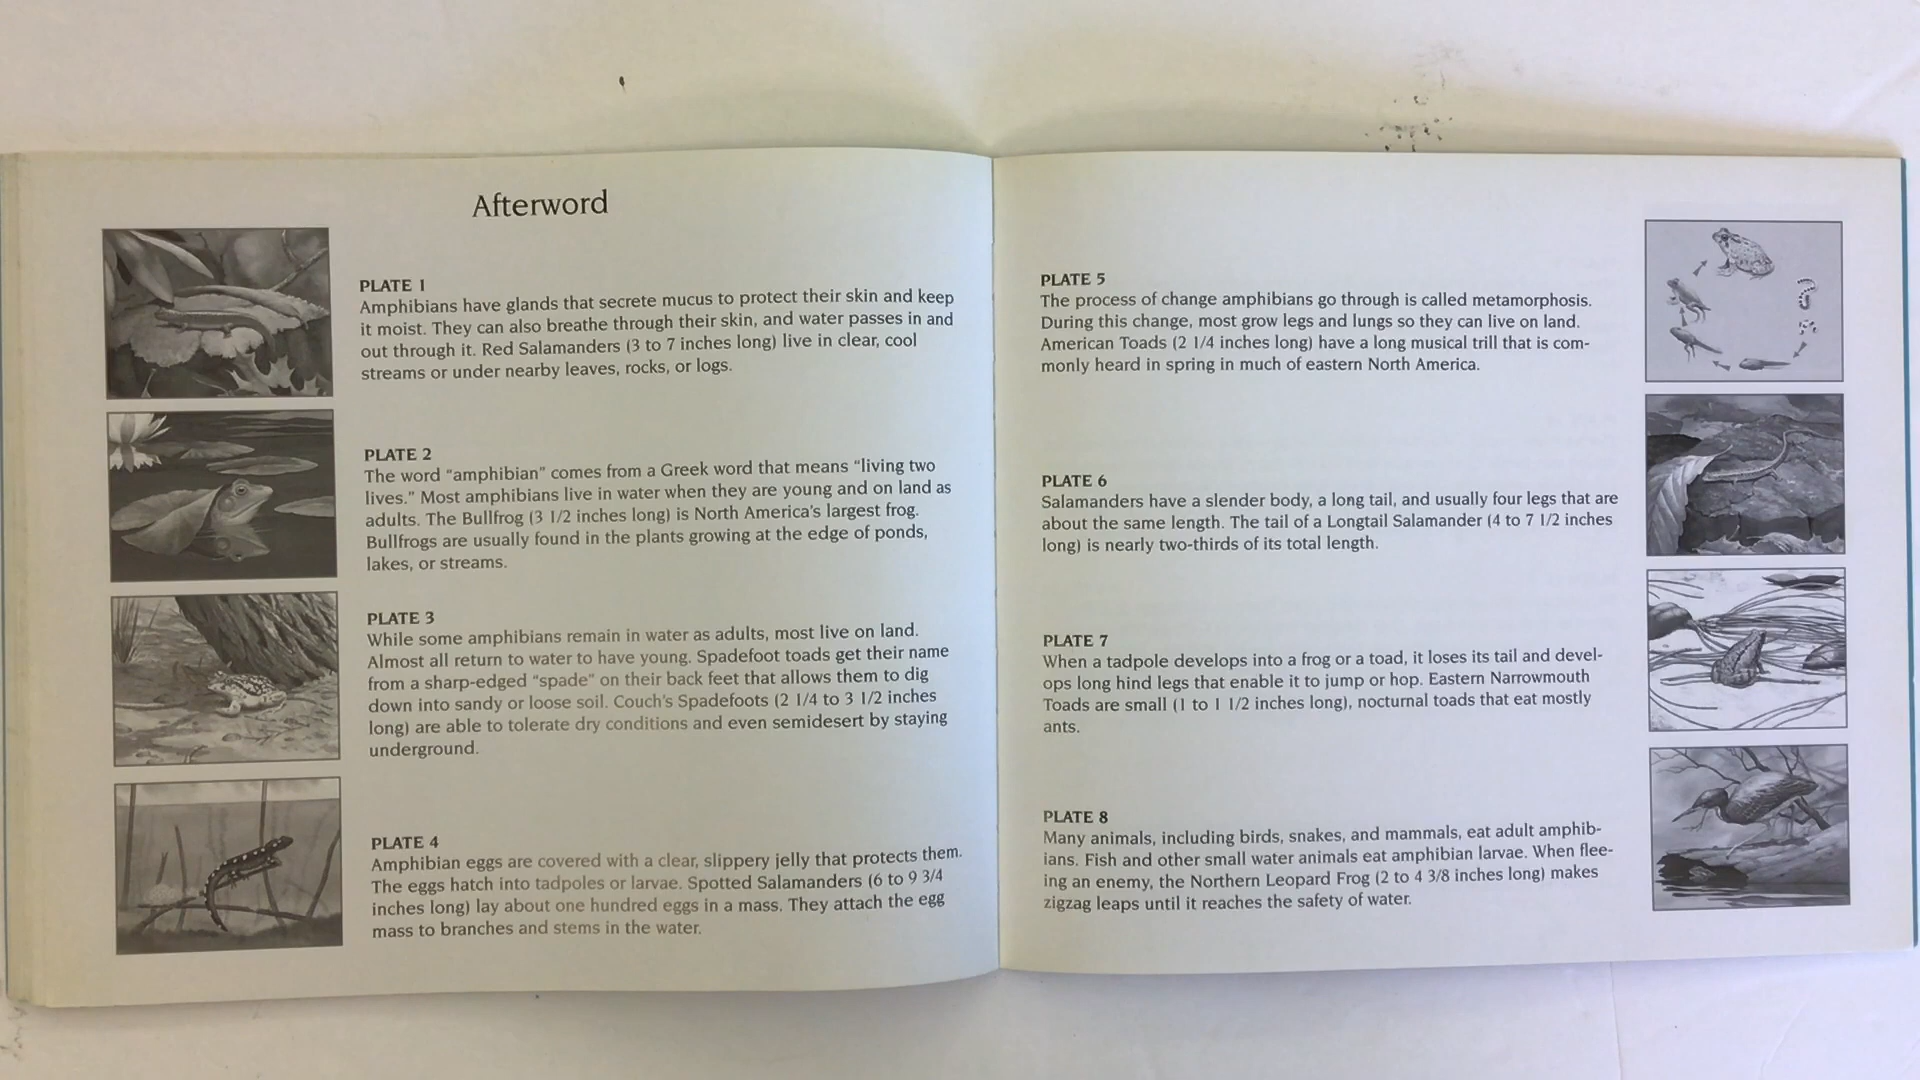 Afterword
PLATE 1
Amphibians have glands that secrete mucus to protect their skin and keep
it moist. They can also breathe through their skin, and water passes in and
out through it. Red Salamanders (3 to 7 inches long) live in clear, cool
streams or under nearby leaves, rocks, or logs.
PLATE 2
The word “amphibian” comes from a Greek word that means “living two
lives.” Most amphibians live in water when they are young and on land as
adults. The Bullfrog (3 1/2 inches long) is North America’s largest frog.
Bullfrogs are usually found in the plants growing at the edge of ponds,
lakes, or streams.
PLATE 3
While some amphibians remain in water as adults, most live on land.
Almost all return to water to have young. Spadefoot toads get their name
from a sharp-edged “spade” on their back feet that allows them to dig
down into sandy or loose soil. Couch’s Spadefoots (2 1/4 to 3 1/2 inches
long) are able to tolerate dry conditions and even semidesert by staying
underground.
PLATE 4
Amphibian eggs are covered with a clear, slippery jelly that protects them.
The eggs hatch into tadpoles or larvae. Spotted Salamanders (6 to 9 3/4
inches long) lay about one hundred eggs in a mass. They attach the egg
mass to branches and stems in the water.
PLATE 5
The process of change amphibians go through is called metamorphosis.
During this change, most grow legs and lungs so they can live on land.
American Toads (2 1/4 inches long) have a long musical trill that is com-
monly heard in spring in much of eastern North America.
PLATE 6
Salamanders have a slender body, a long tail, and usually four legs that are
about the same length. The tail of a Longtail Salamander (4 to 7 1/2 inches
long) is nearly two-thirds of its total length.
PLATE 7
When a tadpole develops into a frog or a toad, it loses its tail and devel-
ops long hind legs that enable it to jump or hop. Eastern Narrowmouth
Toads are small (1 to 1 1/2 inches long), nocturnal toads that eat mostly
ants.
PLATE 8
Many animals, including birds, snakes, and mammals, eat adult amphib-
ians. Fish and other small water animals eat amphibian larvae. When flee-
ing an enemy, the Northern Leopard Frog (2 to 4 3/8 inches long) makes
zigzag leaps until it reaches the safety of water.